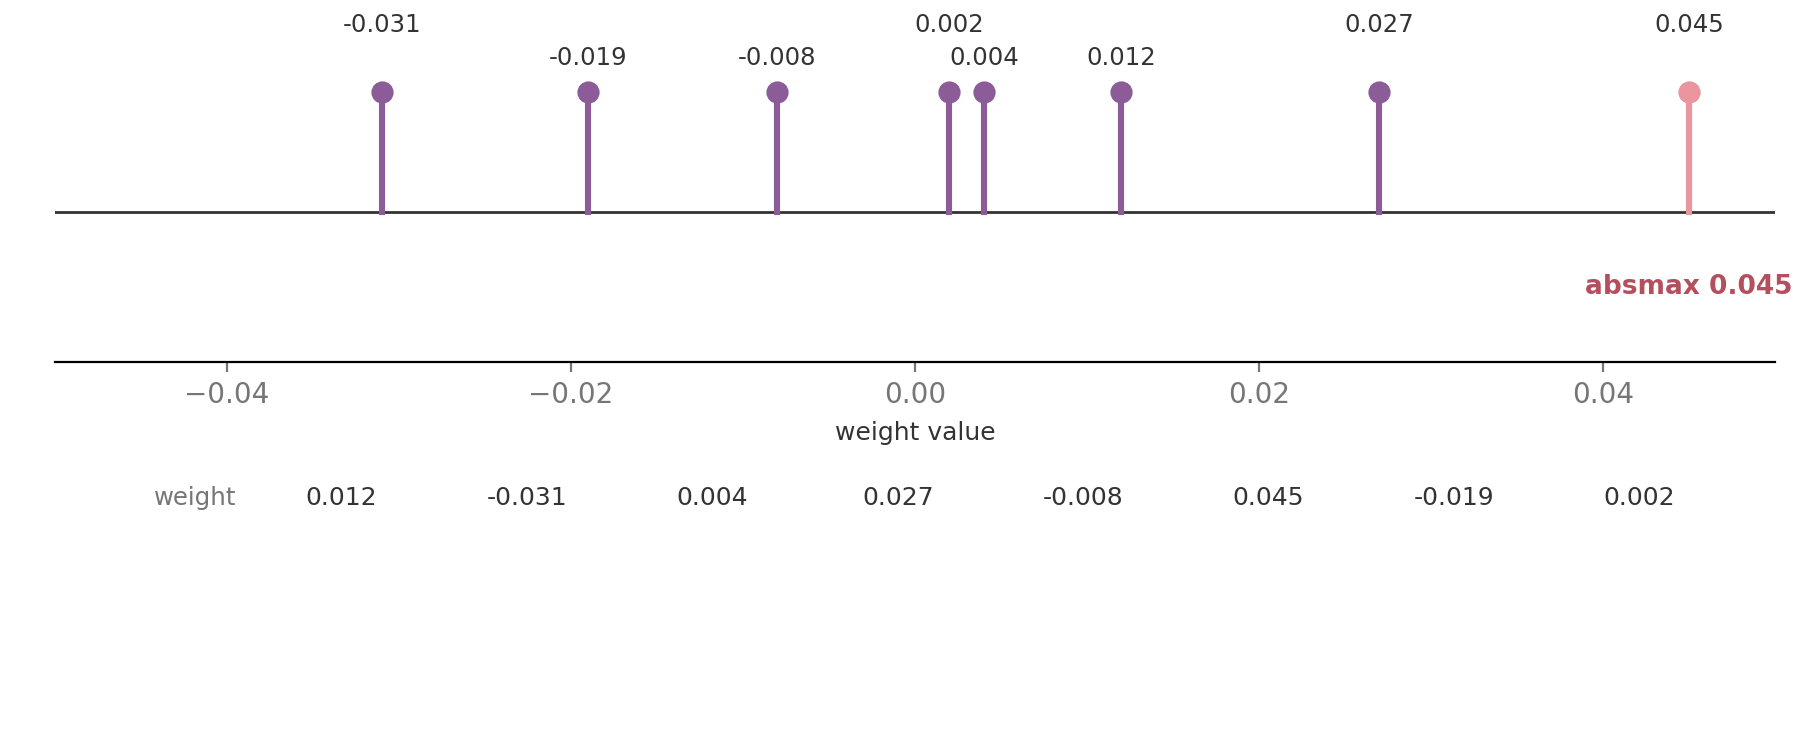 -0.031 0.002 0.027 0.045
-0.019 -0.008 0.004 0.012
absmax 0.045
−0.04 −0.02 0.00 0.02 0.04
weight value
weight 0.012 -0.031 0.004 0.027 -0.008 0.045 -0.019 0.002